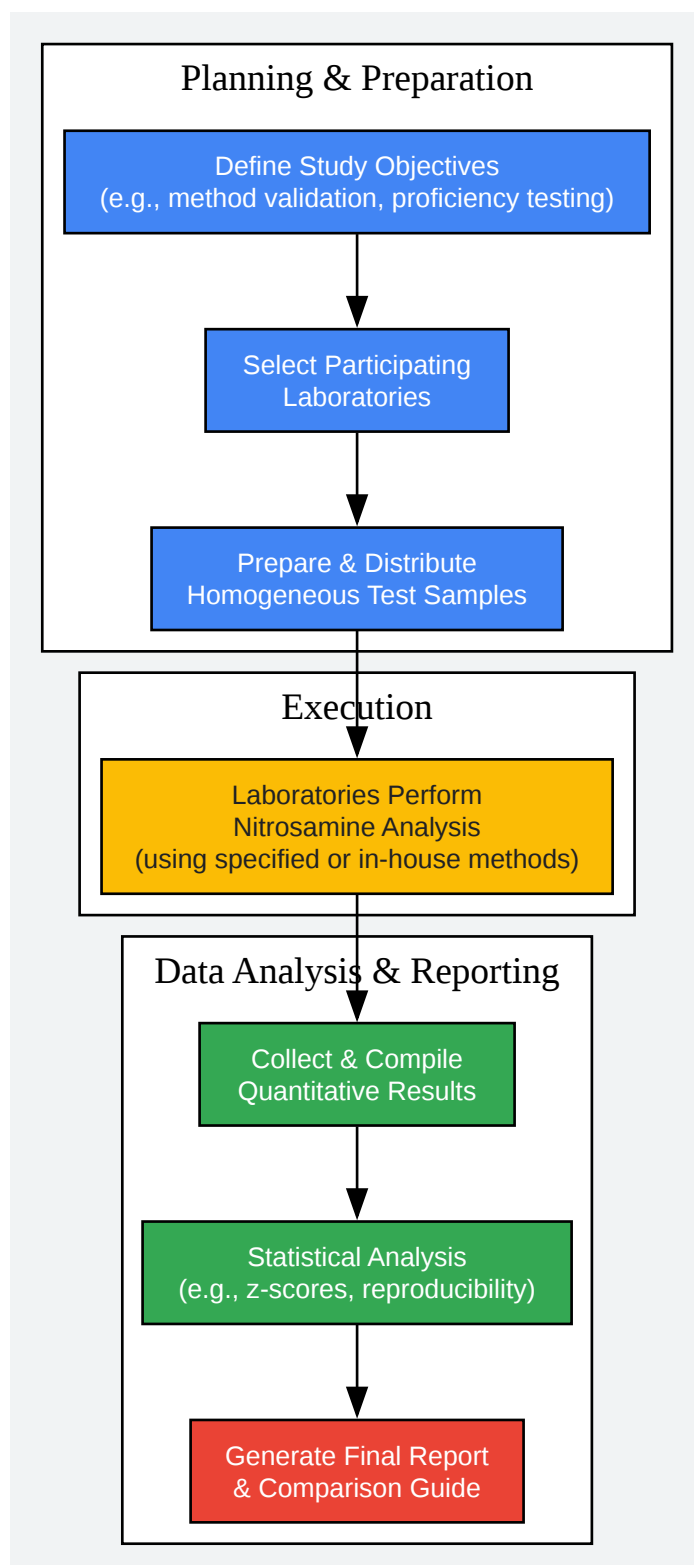 Planning & Preparation
Define Study Objectives
(e.g., method validation, proficiency testing)
Select Participating
Laboratories
Prepare & Distribute
Homogeneous Test Samples
Execution
Laboratories Perform
Nitrosamine Analysis
(using specified or in-house methods)
Data Analysis & Reporting
Collect & Compile
Quantitative Results
Statistical Analysis
(e.g., z-scores, reproducibility)
Generate Final Report
& Comparison Guide